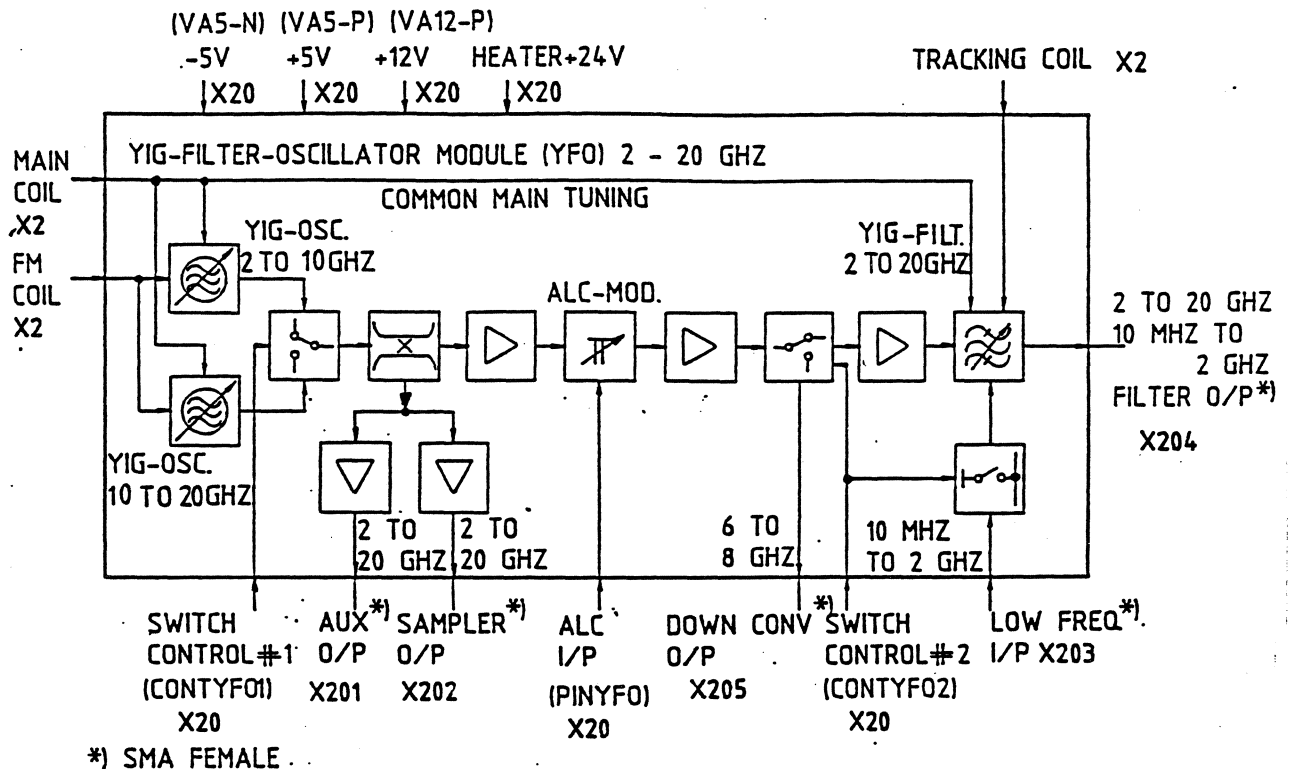 (VA5-N) (VA5-P) (VA12-P)
-5V +5V +12V HEATER+24V
X20 X20 X20 X20
TRACKING COIL X2
YIG-FILTER-OSCILLATOR MODULE (YFO) 2 - 20 GHZ
COMMON MAIN TUNING
MAIN
COIL
X2
FM
COIL
X2
YIG-OSC.
2 TO 10GHZ
YIG-OSC.
10 TO 20GHZ
ALC-MOD.
YIG-FILT.
2 TO 20GHZ
2 TO 20 GHZ
10 MHZ TO
2 GHZ
FILTER O/P*)
X204
2 TO
20 GHZ
2 TO
20 GHZ
6 TO
8 GHZ
10 MHZ
TO 2 GHZ
SWITCH
CONTROL#1
(CONTYFO1)
X20
AUX*)
O/P
X201
SAMPLER*)
O/P
X202
ALC
I/P
(PINYFO)
X20
DOWN CONV*)
O/P
X205
SWITCH
CONTROL#2
(CONTYFO2)
X20
LOW FREQ*)
I/P X203
*) SMA FEMALE